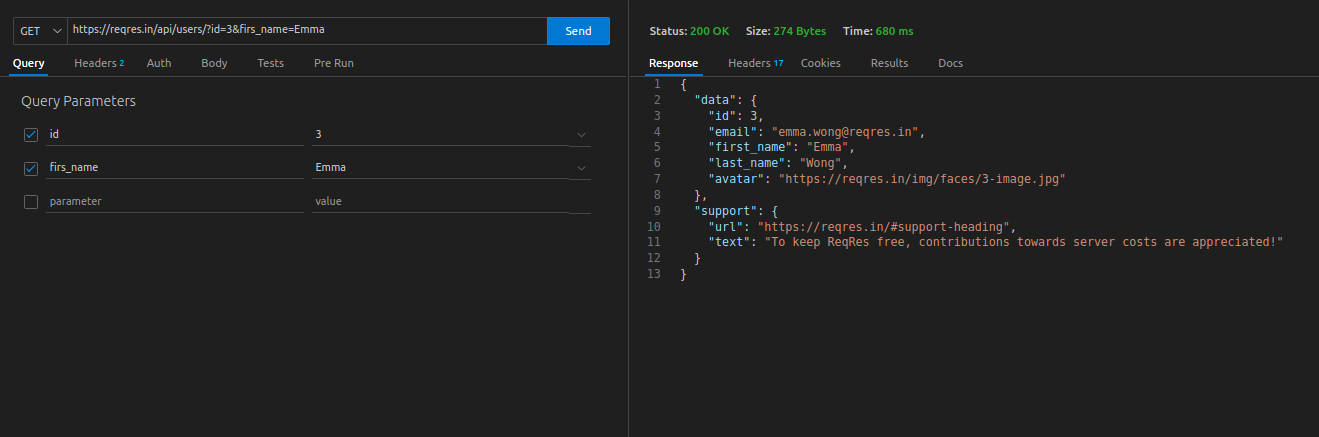 GET https://reqres.in/api/users/?id=3&firs_name=Emma Send
Query Headers 2 Auth Body Tests Pre Run
Query Parameters
id 3
firs_name Emma
parameter value
Status: 200 OK Size: 274 Bytes Time: 680 ms
Response Headers 17 Cookies Results Docs
1 {
2 "data": {
3 "id": 3,
4 "email": "emma.wong@reqres.in",
5 "first_name": "Emma",
6 "last_name": "Wong",
7 "avatar": "https://reqres.in/img/faces/3-image.jpg"
8 },
9 "support": {
10 "url": "https://reqres.in/#support-heading",
11 "text": "To keep ReqRes free, contributions towards server costs are appreciated!"
12 }
13 }